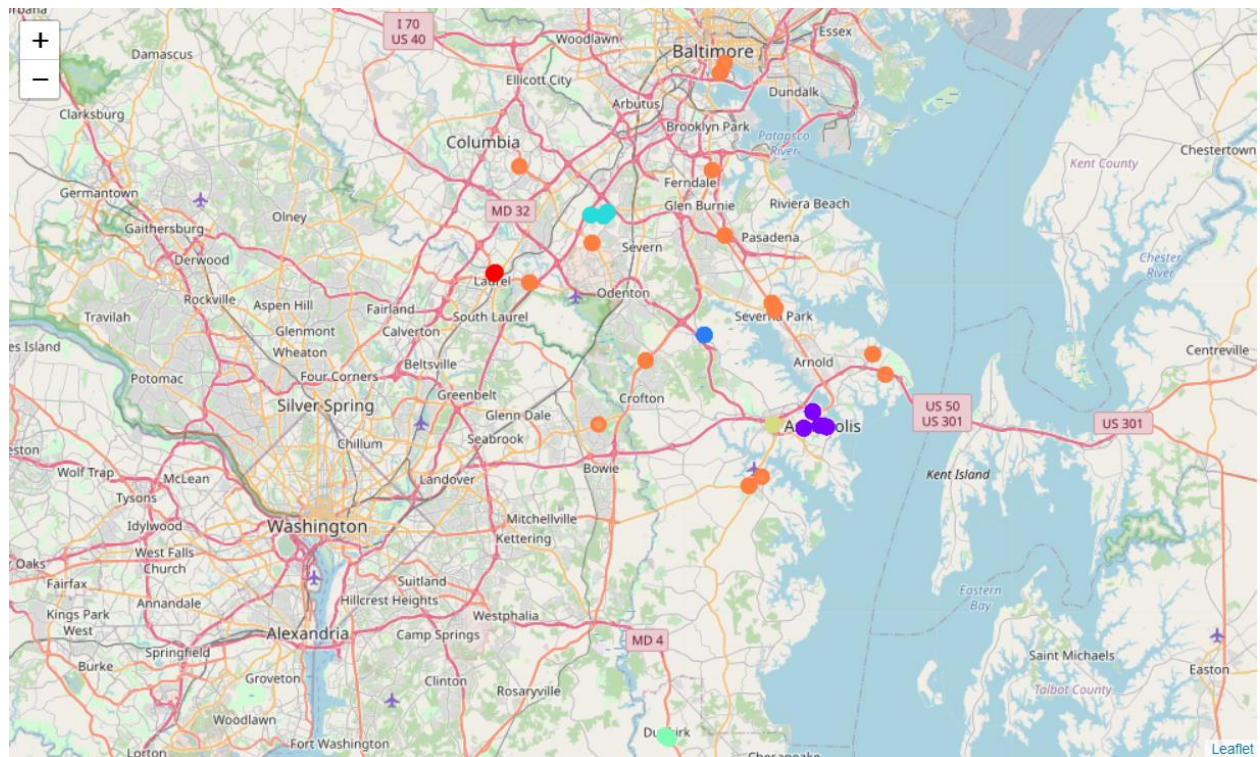 +
−
I 70
US 40
Woodlawn
Baltimore
Essex
Damascus
Ellicott City
Arbutus
Dundalk
Clarksburg
Columbia
Brooklyn Park
Patapsco
River
Kent County
Chestertown
Germantown
Ferndale
Olney
MD 32
Glen Burnie
Riviera Beach
Gaithersburg
Severn
Pasadena
Derwood
Chester
River
Rockville
Aspen Hill
Laurel
Odenton
Travilah
Fairland
South Laurel
Severna Park
Glenmont
Calverton
es Island
Wheaton
Beltsville
Arnold
Centreville
Potomac
Four Corners
Greenbelt
Crofton
Silver Spring
Glenn Dale
US 50
US 301
US 301
Chillum
Seabrook
olis
eston
Bowie
Wolf Trap
McLean
Landover
Kent Island
Tysons
Mitchellville
Idylwood
Washington
Kettering
West Falls
Church
Oaks
Fairfax
Suitland
Eastern
Bay
Annandale
Hillcrest Heights
Kings Park
West
Westphalia
Alexandria
Camp Springs
MD 4
Burke
Springfield
Saint Michaels
Groveton
Clinton
Talbot County
Easton
Rosaryville
Woodlawn
Lorton
Fort Washington
Chesapeake
Leaflet